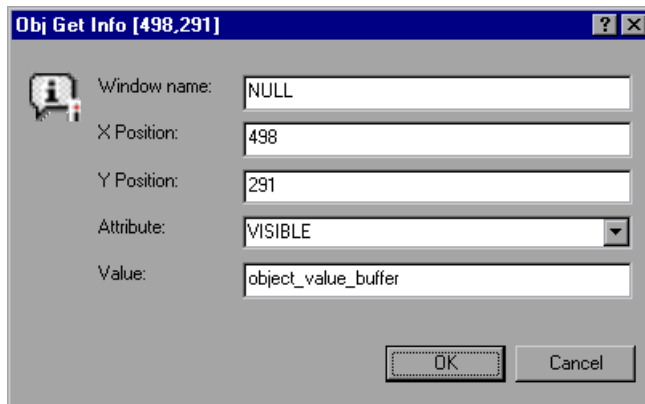 Obj Get Info [498,291]
Window name: NULL
X Position: 498
Y Position: 291
Attribute: VISIBLE
Value: object_value_buffer
OK Cancel